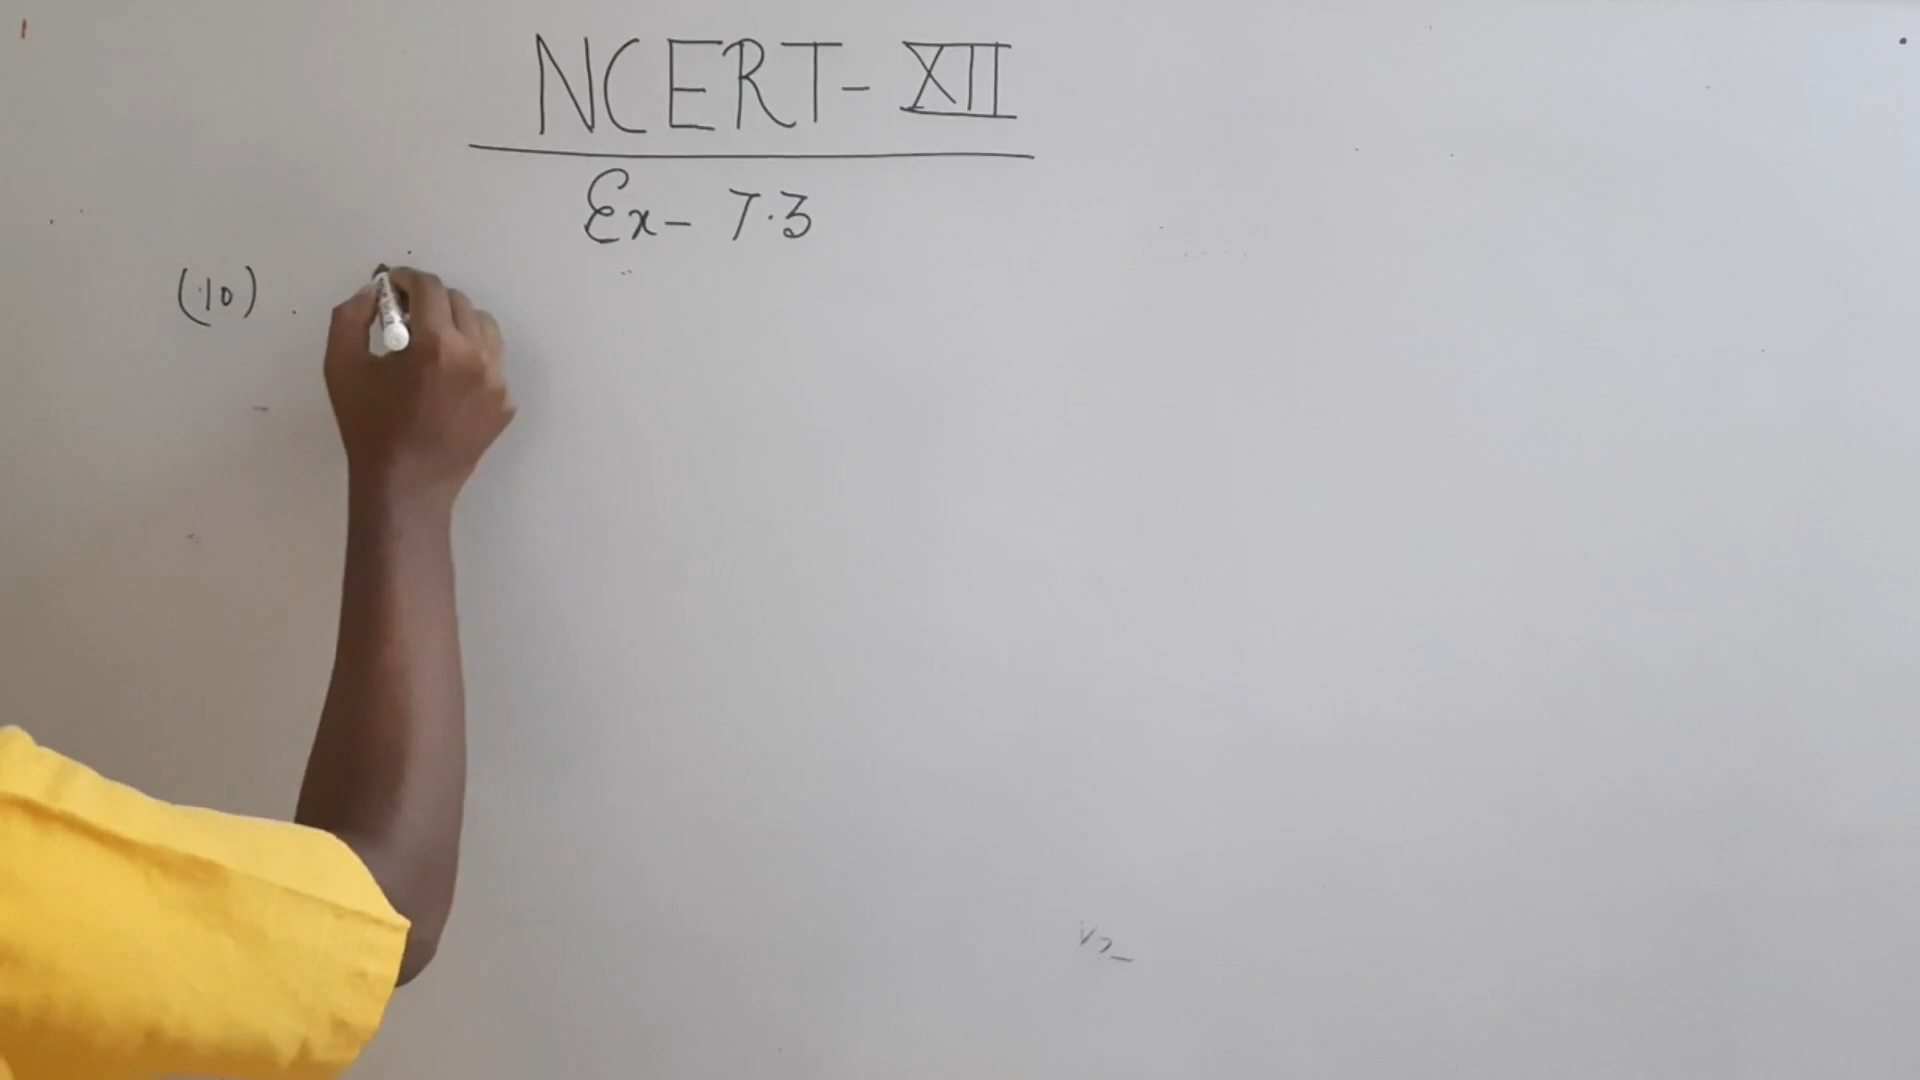 NCERT- XII
Ex- 7.3
(10)